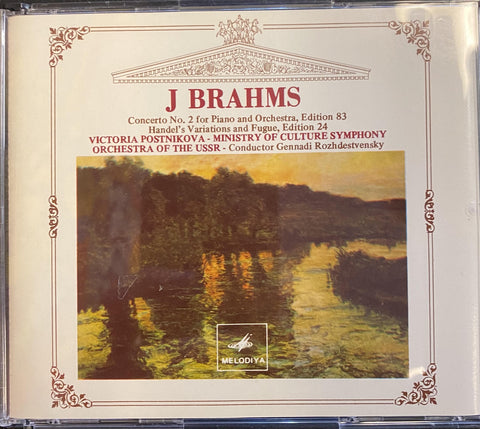 J BRAHMS
Concerto No. 2 for Piano and Orchestra, Edition 83
Handel's Variations and Fugue, Edition 24
VICTORIA POSTNIKOVA - MINISTRY OF CULTURE SYMPHONY
ORCHESTRA OF THE USSR - Conductor Gennadi Rozhdestvensky
MELODIYA